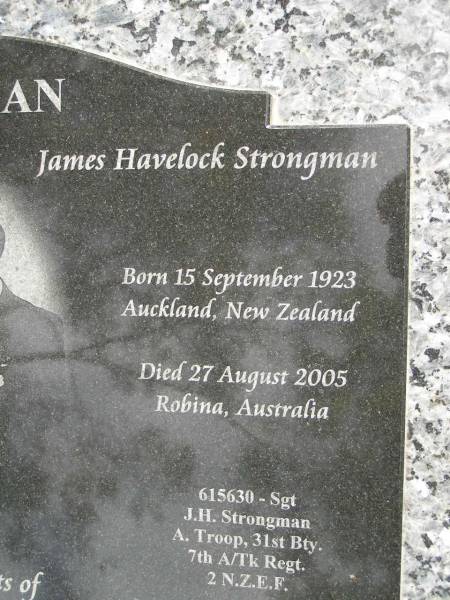 AN
James Havelock Strongman
Born 15 September 1923
Auckland, New Zealand
Died 27 August 2005
Robina, Australia
615630 - Sgt
J.H. Strongman
A. Troop, 31st Bty.
7th A/Tk Regt.
2 N.Z.E.F.
ts of